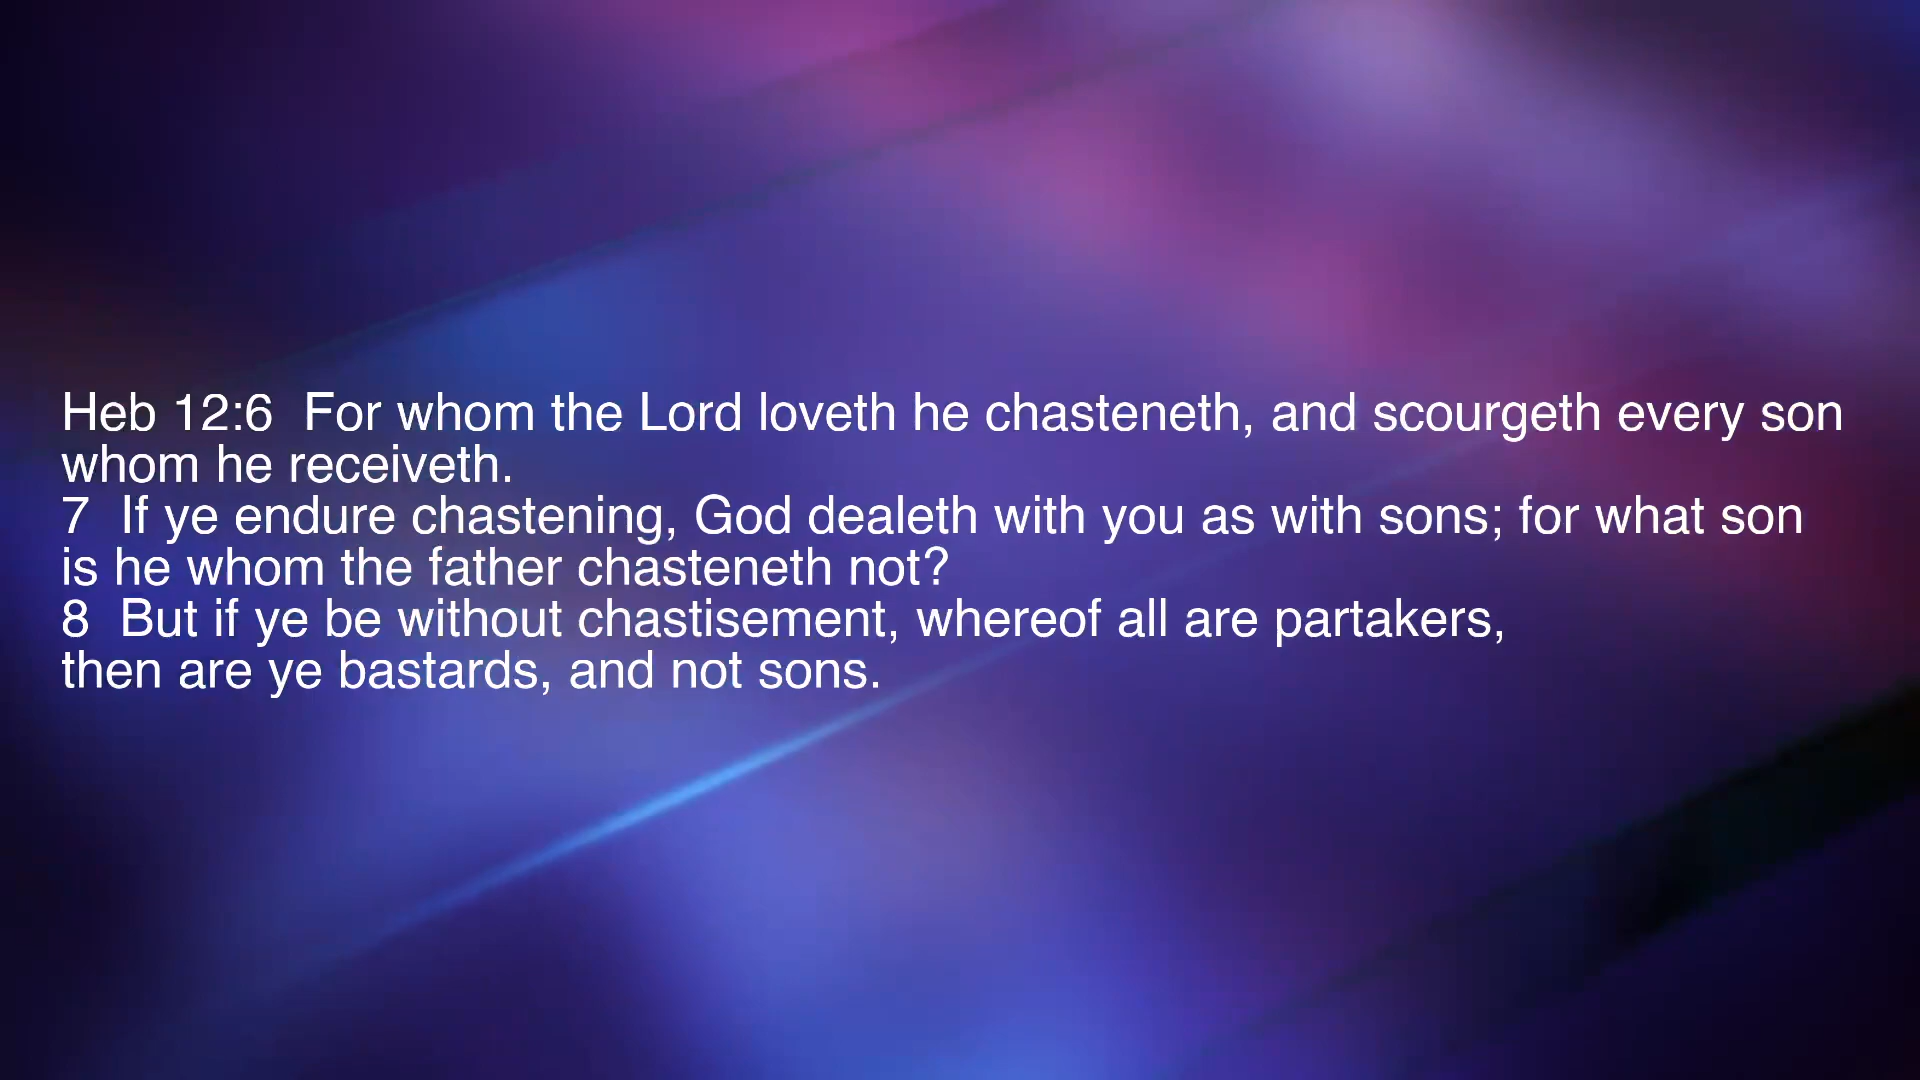 Heb 12:6  For whom the Lord loveth he chasteneth, and scourgeth every son
whom he receiveth.
7  If ye endure chastening, God dealeth with you as with sons; for what son
is he whom the father chasteneth not?
8  But if ye be without chastisement, whereof all are partakers,
then are ye bastards, and not sons.